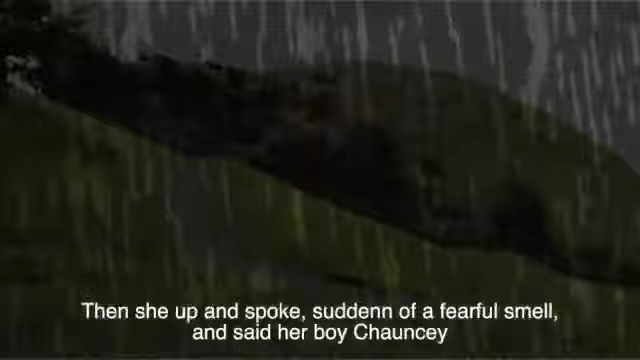 Then she up and spoke, suddenn of a fearful smell,
and said her boy Chauncey